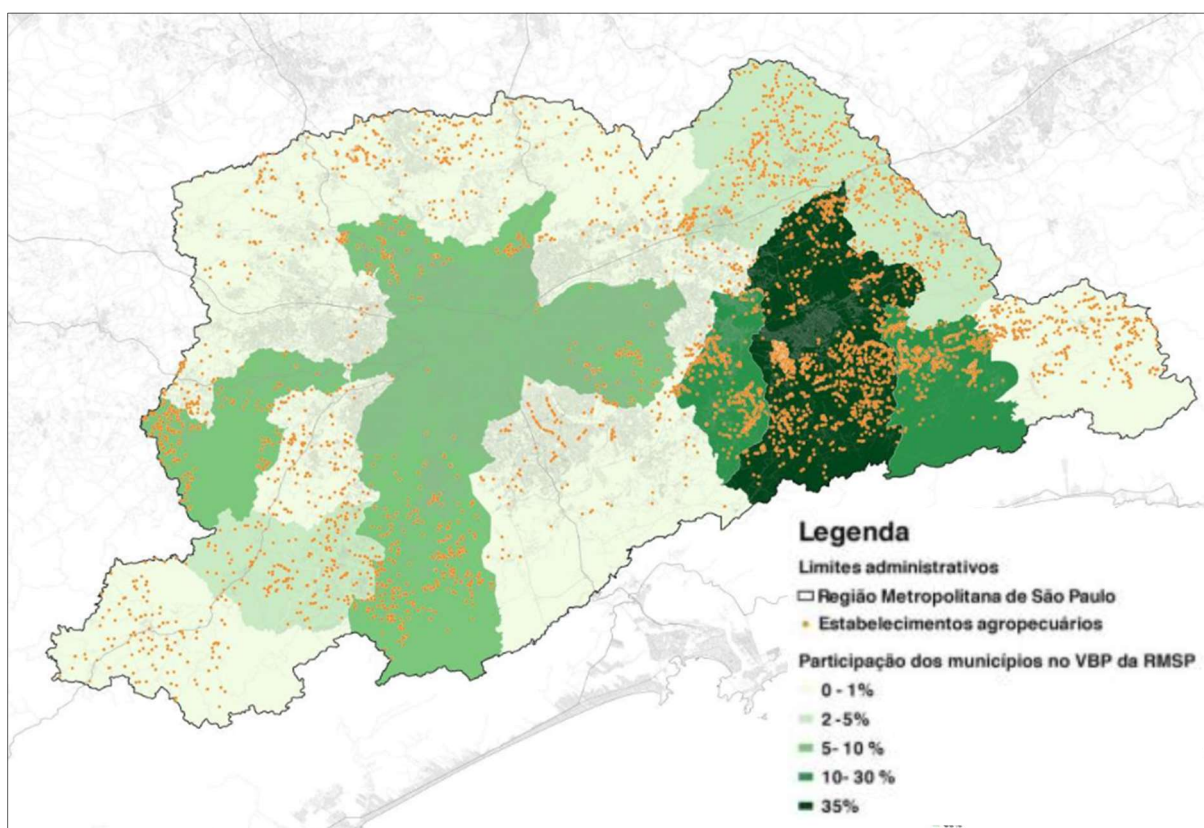 Legenda
Limites administrativos
Região Metropolitana de São Paulo
Estabelecimentos agropecuários
Participação dos municípios no VBP da RMSP
0 - 1%
2 -5%
5- 10 %
10- 30 %
35%